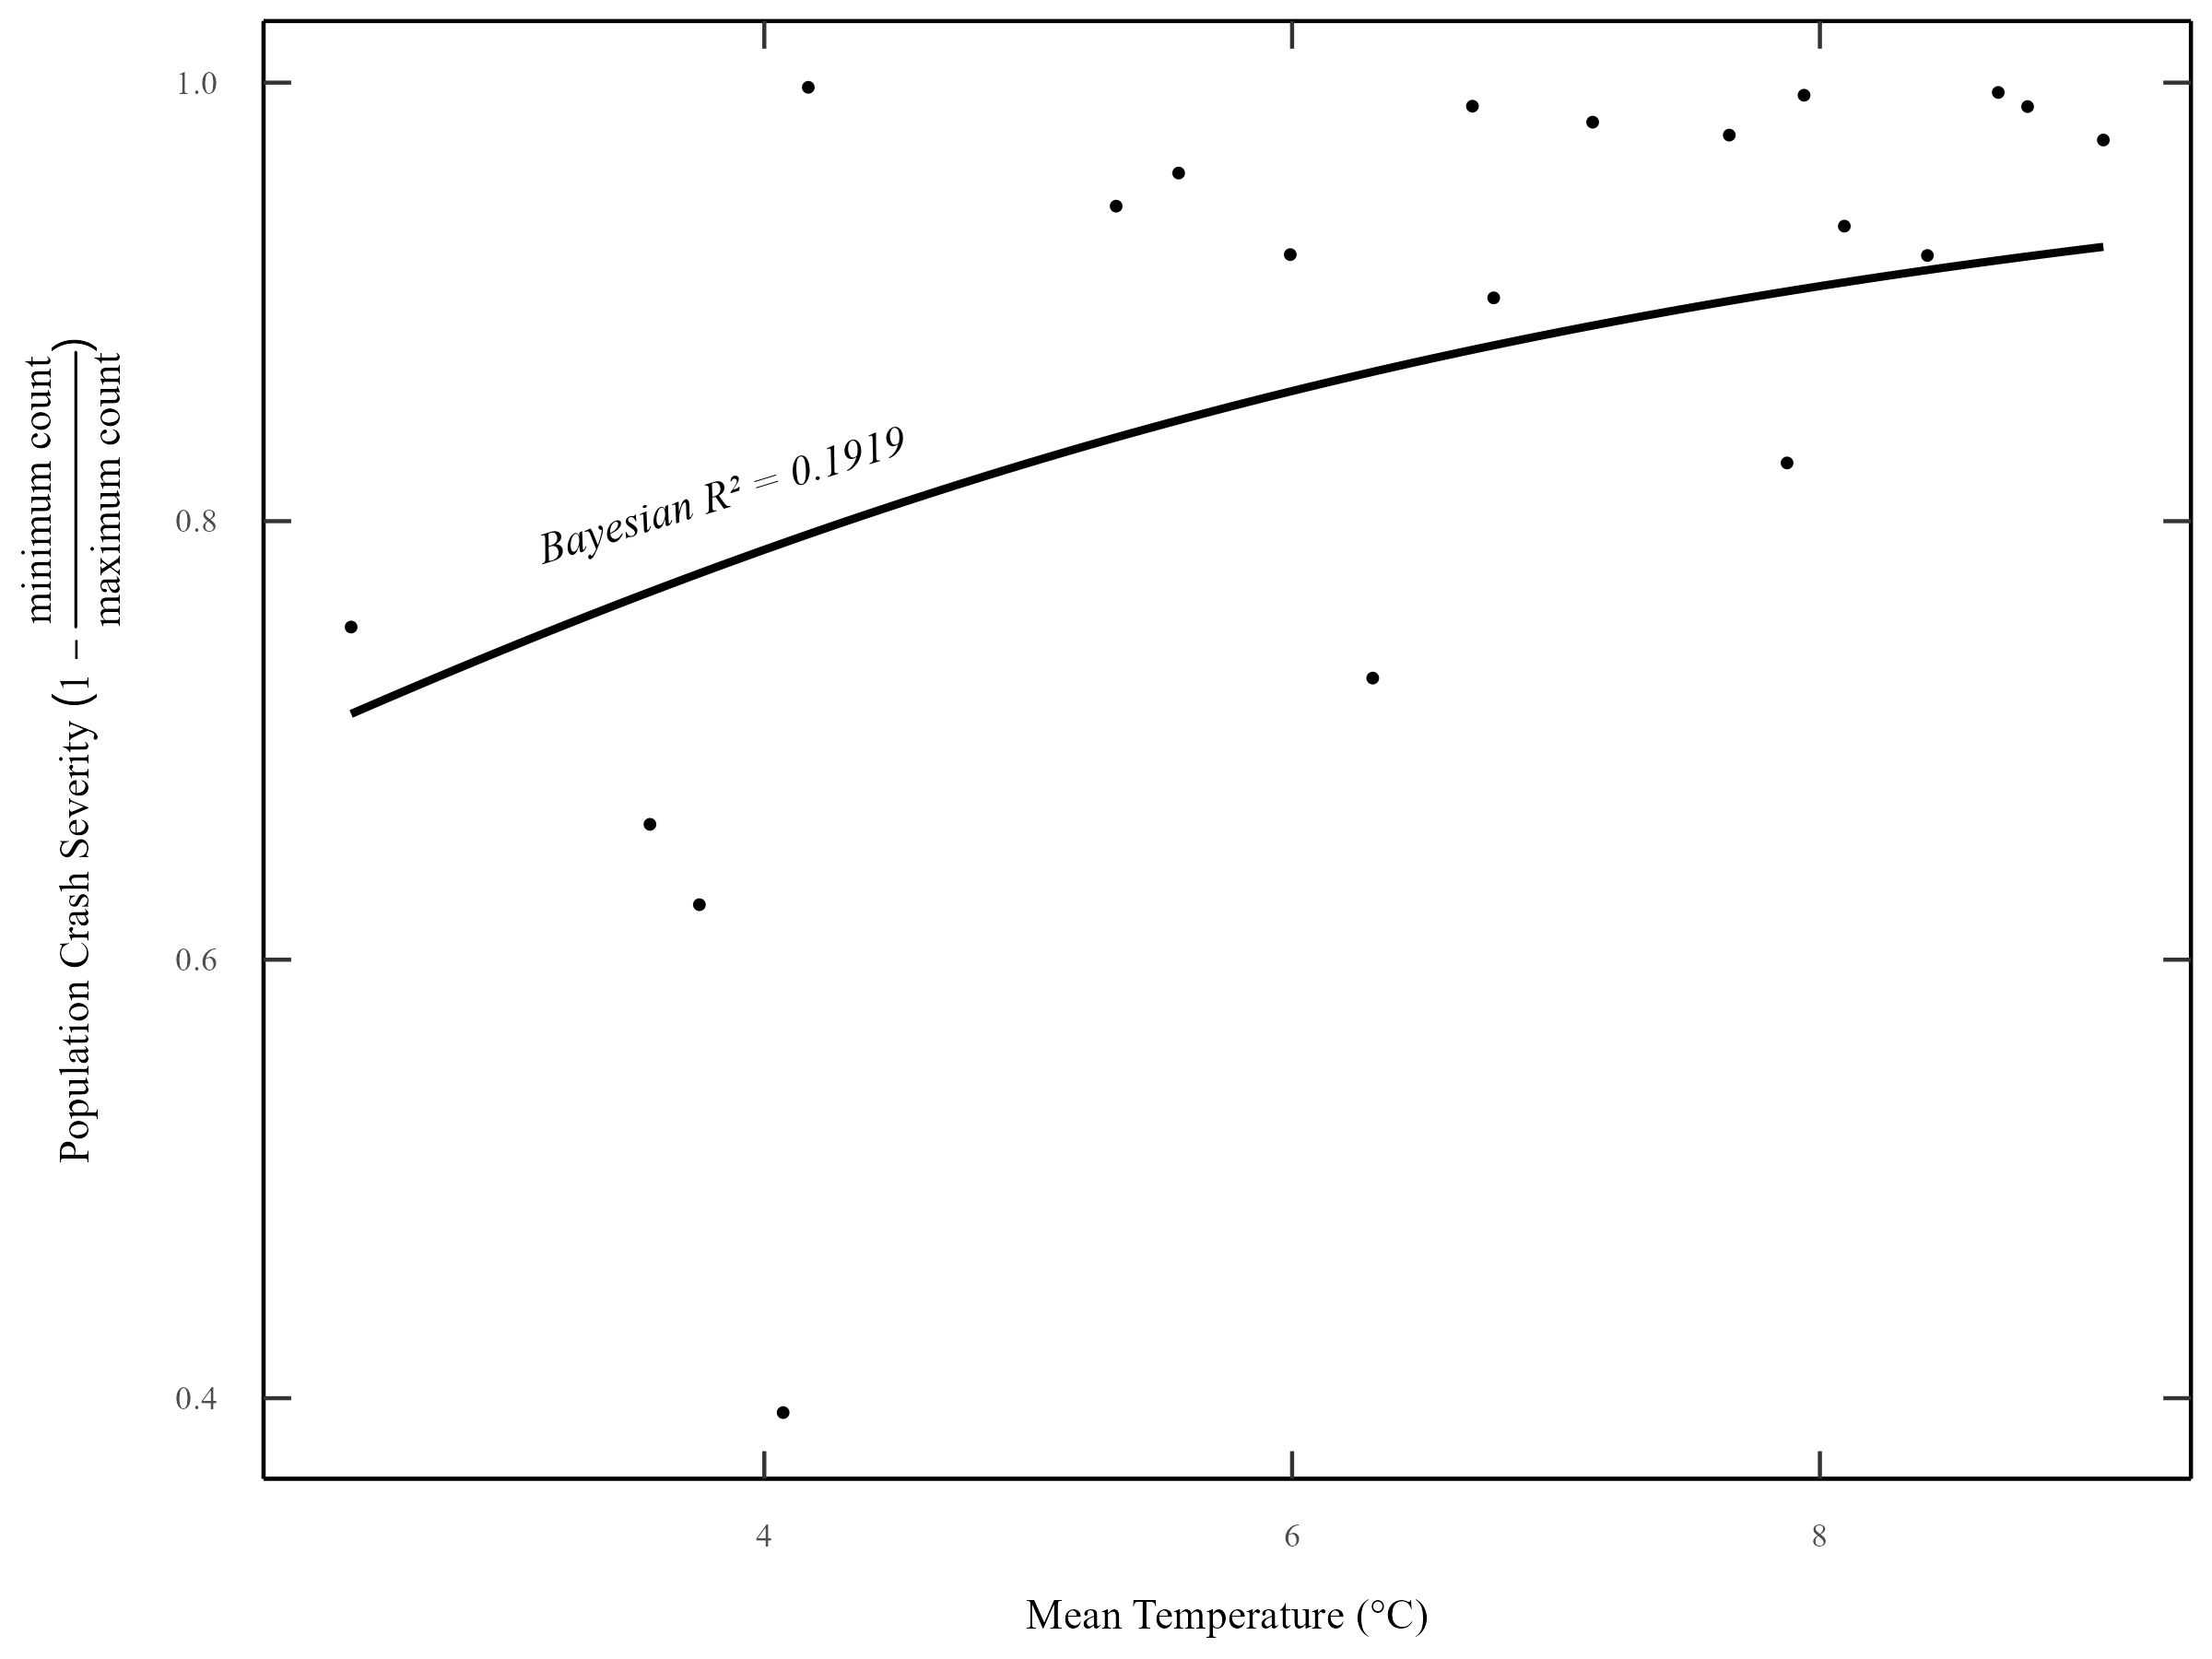 Population Crash Severity (1 - minimum count / maximum count)
1.0
0.8
0.6
0.4
Bayesian R² = 0.1919
4 6 8
Mean Temperature (°C)